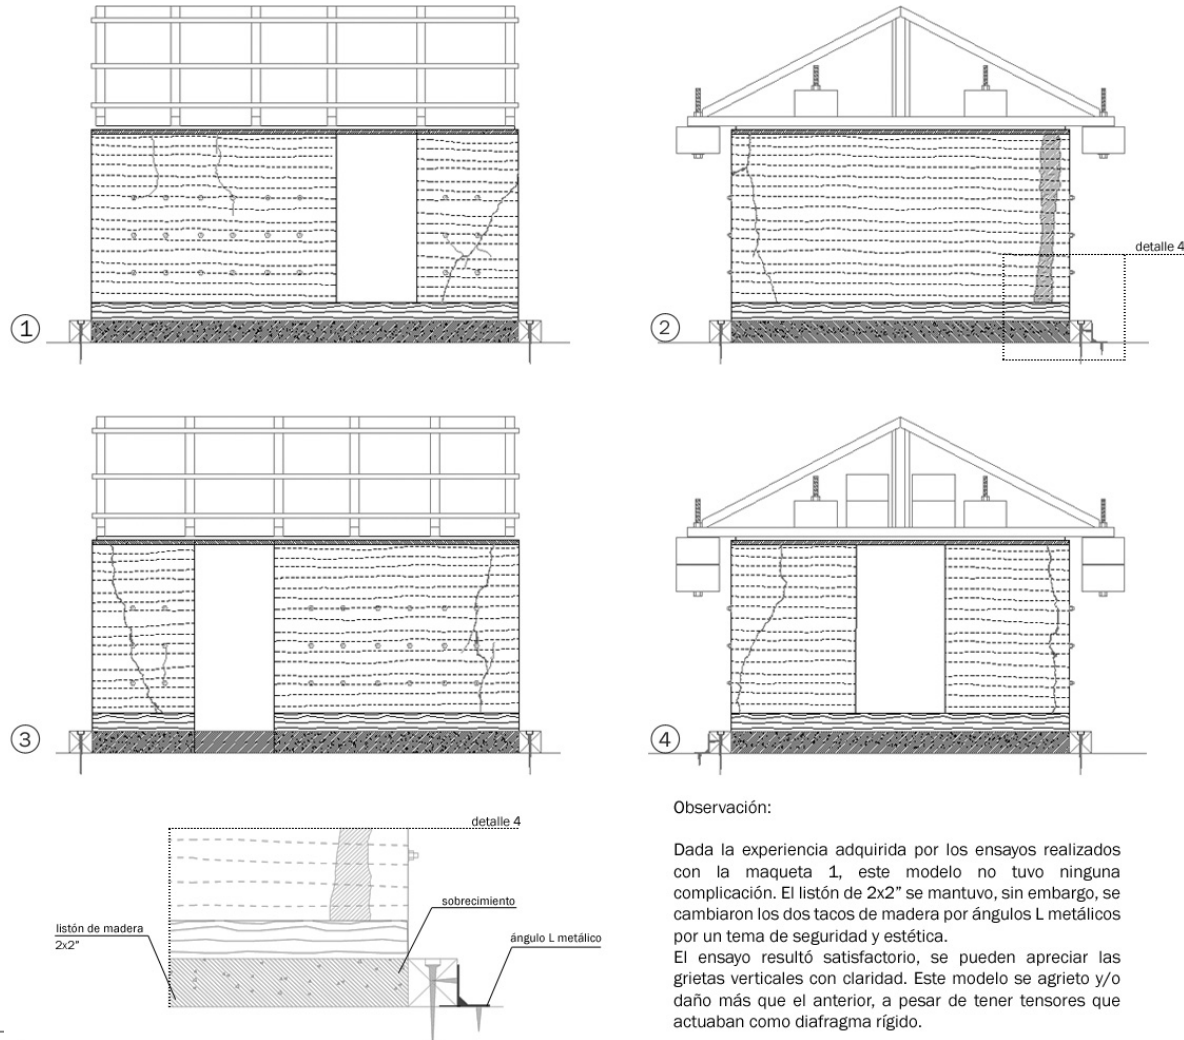 detalle 4
1
2
3
4
detalle 4
sobrecimiento
listón de madera
2x2”
ángulo L metálico
Observación:
Dada la experiencia adquirida por los ensayos realizados
con la maqueta 1, este modelo no tuvo ninguna
complicación. El listón de 2x2” se mantuvo, sin embargo, se
cambiaron los dos tacos de madera por ángulos L metálicos
por un tema de seguridad y estética.
El ensayo resultó satisfactorio, se pueden apreciar las
grietas verticales con claridad. Este modelo se agrieto y/o
daño más que el anterior, a pesar de tener tensores que
actuaban como diafragma rígido.